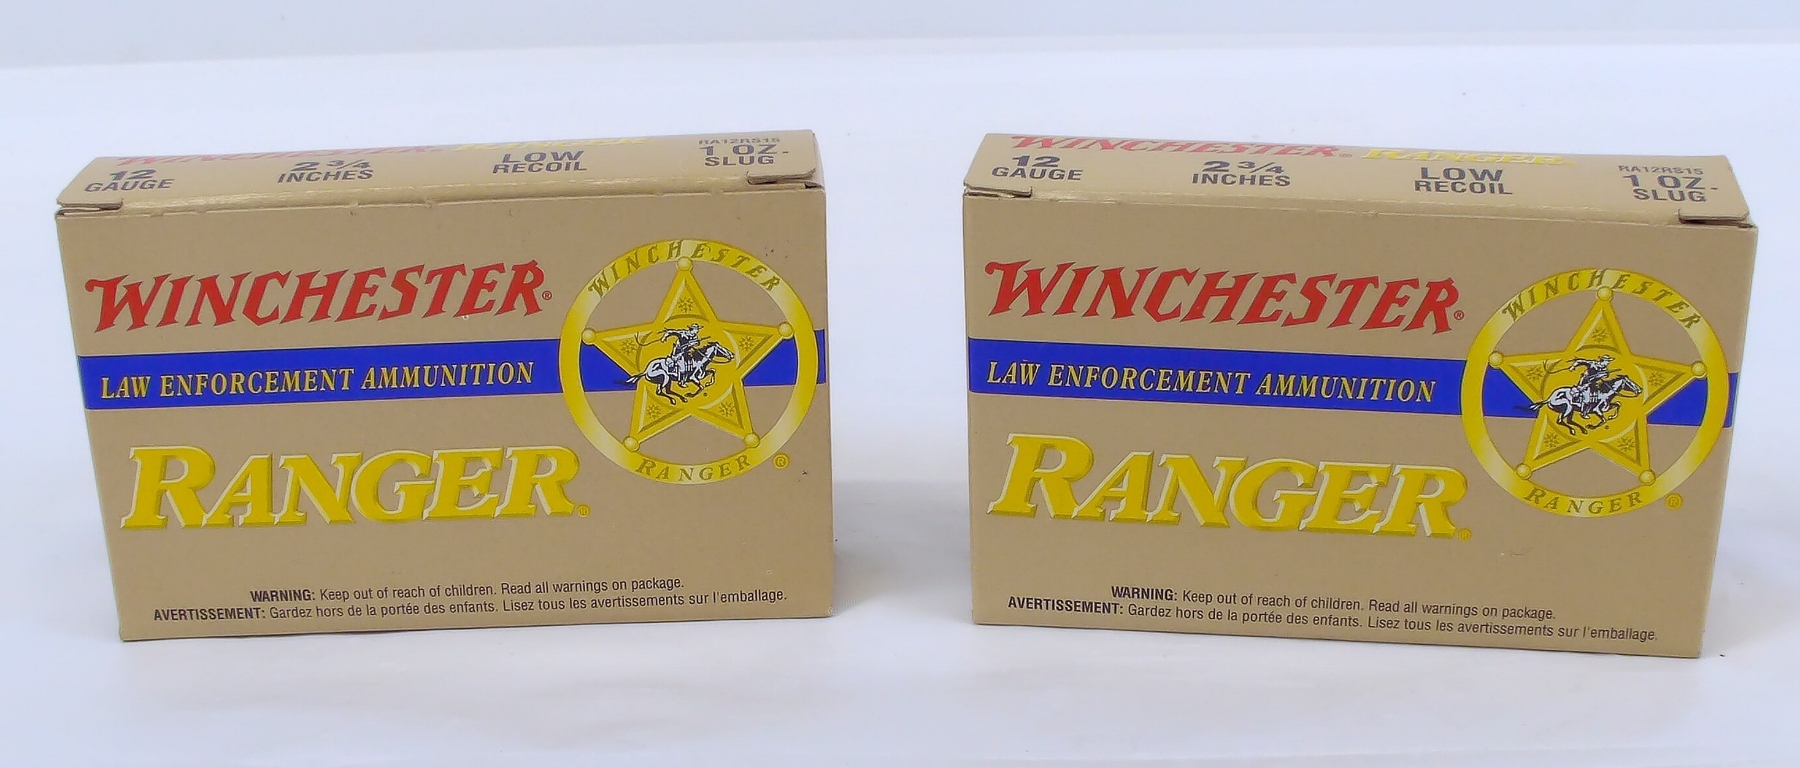 WINCHESTER RANGER
12 GAUGE
2 3/4 INCHES
LOW RECOIL
RA12RS15
1 OZ. SLUG
WINCHESTER®
LAW ENFORCEMENT AMMUNITION
RANGER®
WINCHESTER
RANGER ®
WARNING: Keep out of reach of children. Read all warnings on package.
AVERTISSEMENT: Gardez hors de la portée des enfants. Lisez tous les avertissements sur l'emballage.
WINCHESTER® RANGER
12 GAUGE
2 3/4 INCHES
LOW RECOIL
RA12RS15
1 OZ. SLUG
WINCHESTER®
LAW ENFORCEMENT AMMUNITION
RANGER®
WINCHESTER
RANGER ®
WARNING: Keep out of reach of children. Read all warnings on package.
AVERTISSEMENT: Gardez hors de la portée des enfants. Lisez tous les avertissements sur l'emballage.